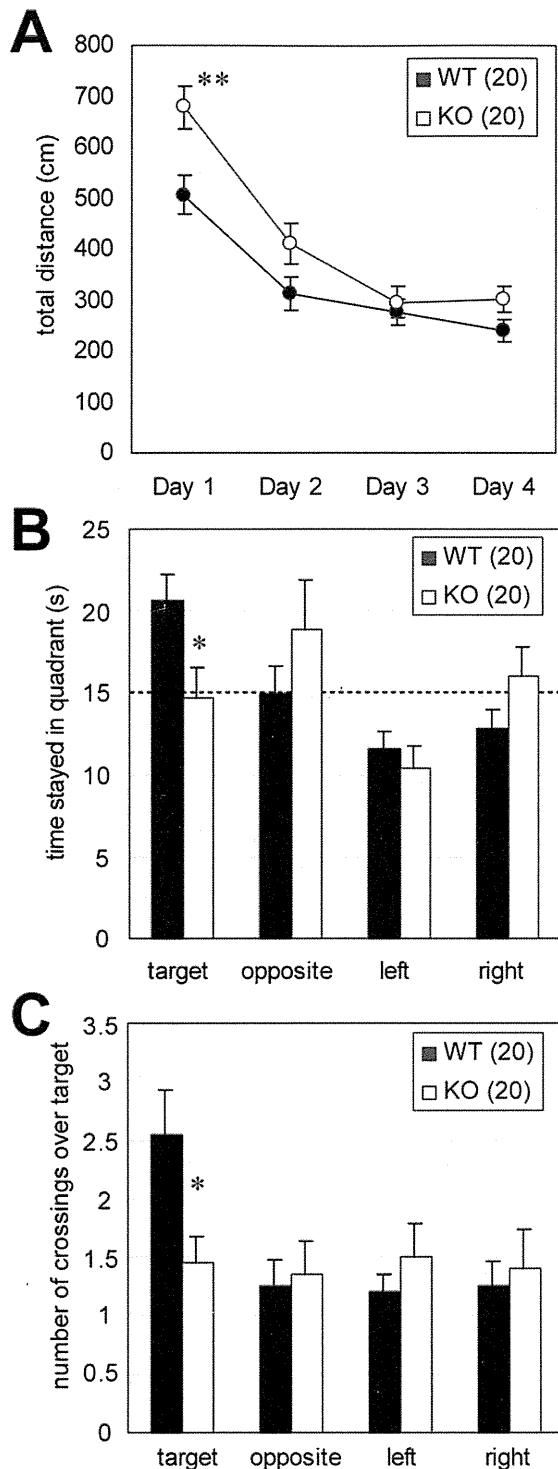 A
total distance (cm)
800
700
600
500
400
300
200
100
0
**
WT (20)
KO (20)
Day 1 Day 2 Day 3 Day 4
B
time stayed in quadrant (s)
25
20
15
10
5
0
*
WT (20)
KO (20)
target opposite left right
C
number of crossings over target
3.5
3
2.5
2
1.5
1
0.5
0
*
WT (20)
KO (20)
target opposite left right